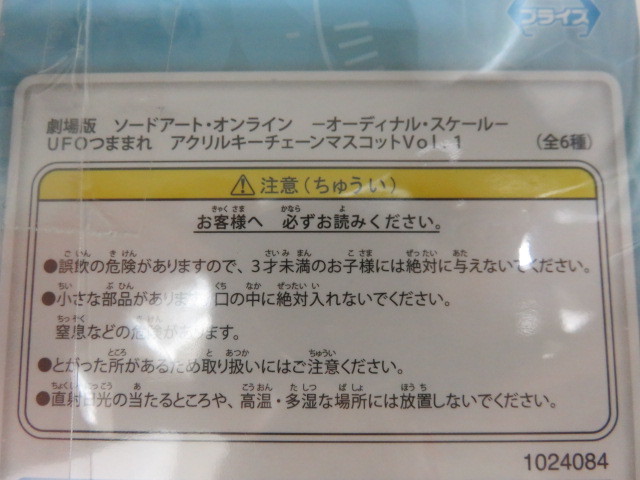 プライズ
劇場版 ソードアート・オンライン －オーディナル・スケール－
UFOつままれ アクリルキーチェーンマスコットVol.1 （全6種）
⚠注意（ちゅうい）
お客様へ 必ずお読みください。
●誤飲の危険がありますので、3才未満のお子様には絶対に与えないでください。
●小さな部品があります 口の中に絶対入れないでください。
窒息などの危険があります。
●とがった所があるため取り扱いにはご注意ください。
●直射日光の当たるところや、高温・多湿な場所には放置しないでください。
1024084